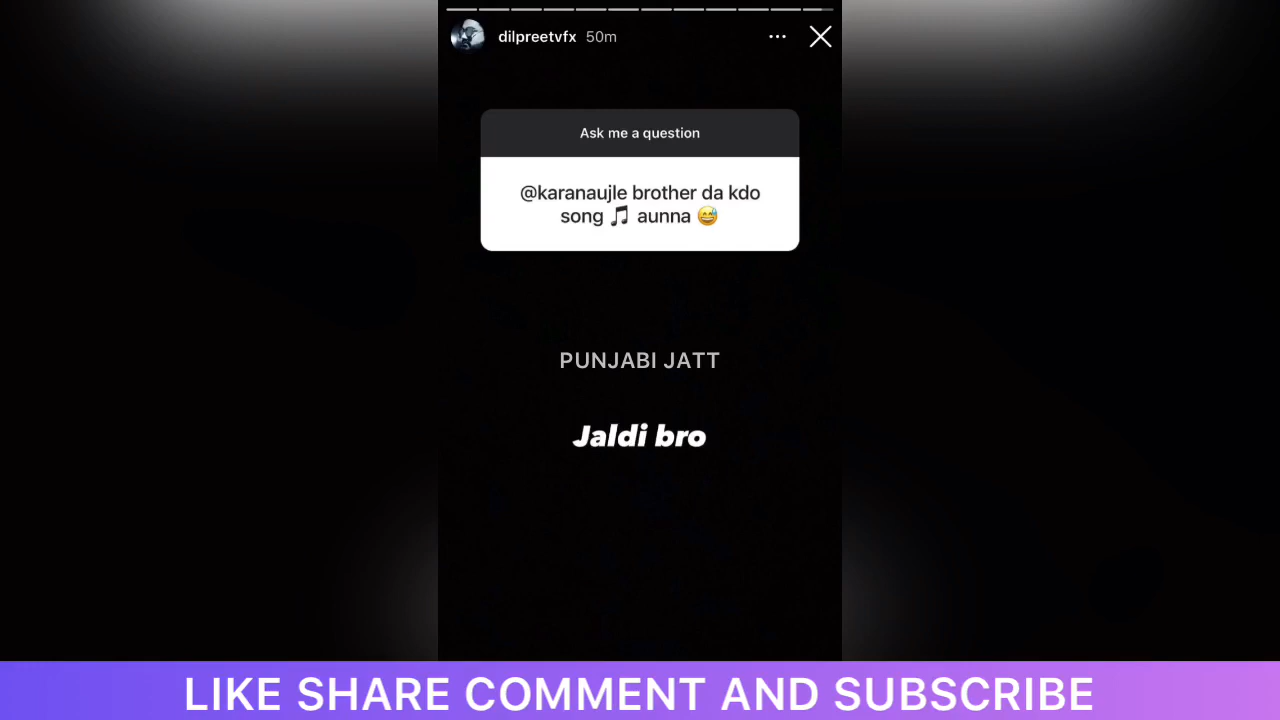 dilpreetvfx 50m
Ask me a question
@karanaujle brother da kdo
song 🎵 aunna 😅
PUNJABI JATT
Jaldi bro
LIKE SHARE COMMENT AND SUBSCRIBE